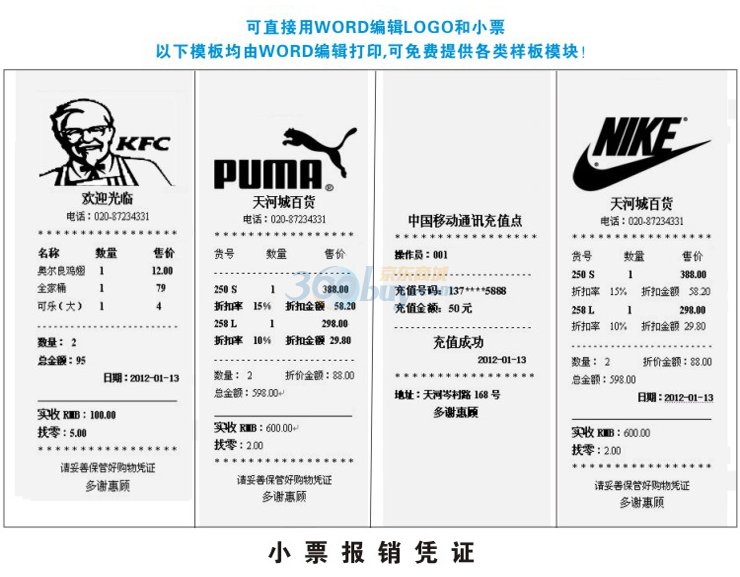 可直接用WORD编辑LOGO和小票
以下模板均由WORD编辑打印,可免费提供各类样板模块!
KFC
欢迎光临
电话:020-87234331
* * * * * * * * * * * * * * * * * *
名称 数量 售价
奥尔良鸡翅 1 12.00
全家桶 1 79
可乐(大) 1 4
数量: 2
总金额:95
日期:2012-01-13
实收 RMB:100.00
找零:5.00
* * * * * * * * * * * * * * * * * *
请妥善保管好购物凭证
多谢惠顾
PUMA®
天河城百货
电话:020-87234331
* * * * * * * * * * * * * * * * * *
货号 数量 售价
250 S 1 388.00
折扣率 15% 折扣金额 58.20
258 L 1 298.00
折扣率 10% 折扣金额 29.80
数量: 2 折价金额:88.00
总金额:598.00
实收 RMB:600.00
找零:2.00
* * * * * * * * * * * * * * * * * *
请妥善保管好购物凭证
多谢惠顾
中国移动通讯充值点
* * * * * * * * * * * * * * * * * *
操作员:001
充值号码: 137****5888
充值金额: 50元
充值成功
2012-01-13
* * * * * * * * * * * * * * * * * *
地址:天河岑村路 168 号
多谢惠顾
NIKE®
天河城百货
电话:020-87234331
* * * * * * * * * * * * * * * * * *
货号 数量 售价
250 S 1 388.00
折扣率 15% 折扣金额 58.20
258 L 1 298.00
折扣率 10% 折扣金额 29.80
数量: 2 折价金额:88.00
总金额:598.00
日期:2012-01-13
实收 RMB:600.00
找零:2.00
* * * * * * * * * * * * * * * * * *
请妥善保管好购物凭证
多谢惠顾
360buy
京东商城
小票报销凭证